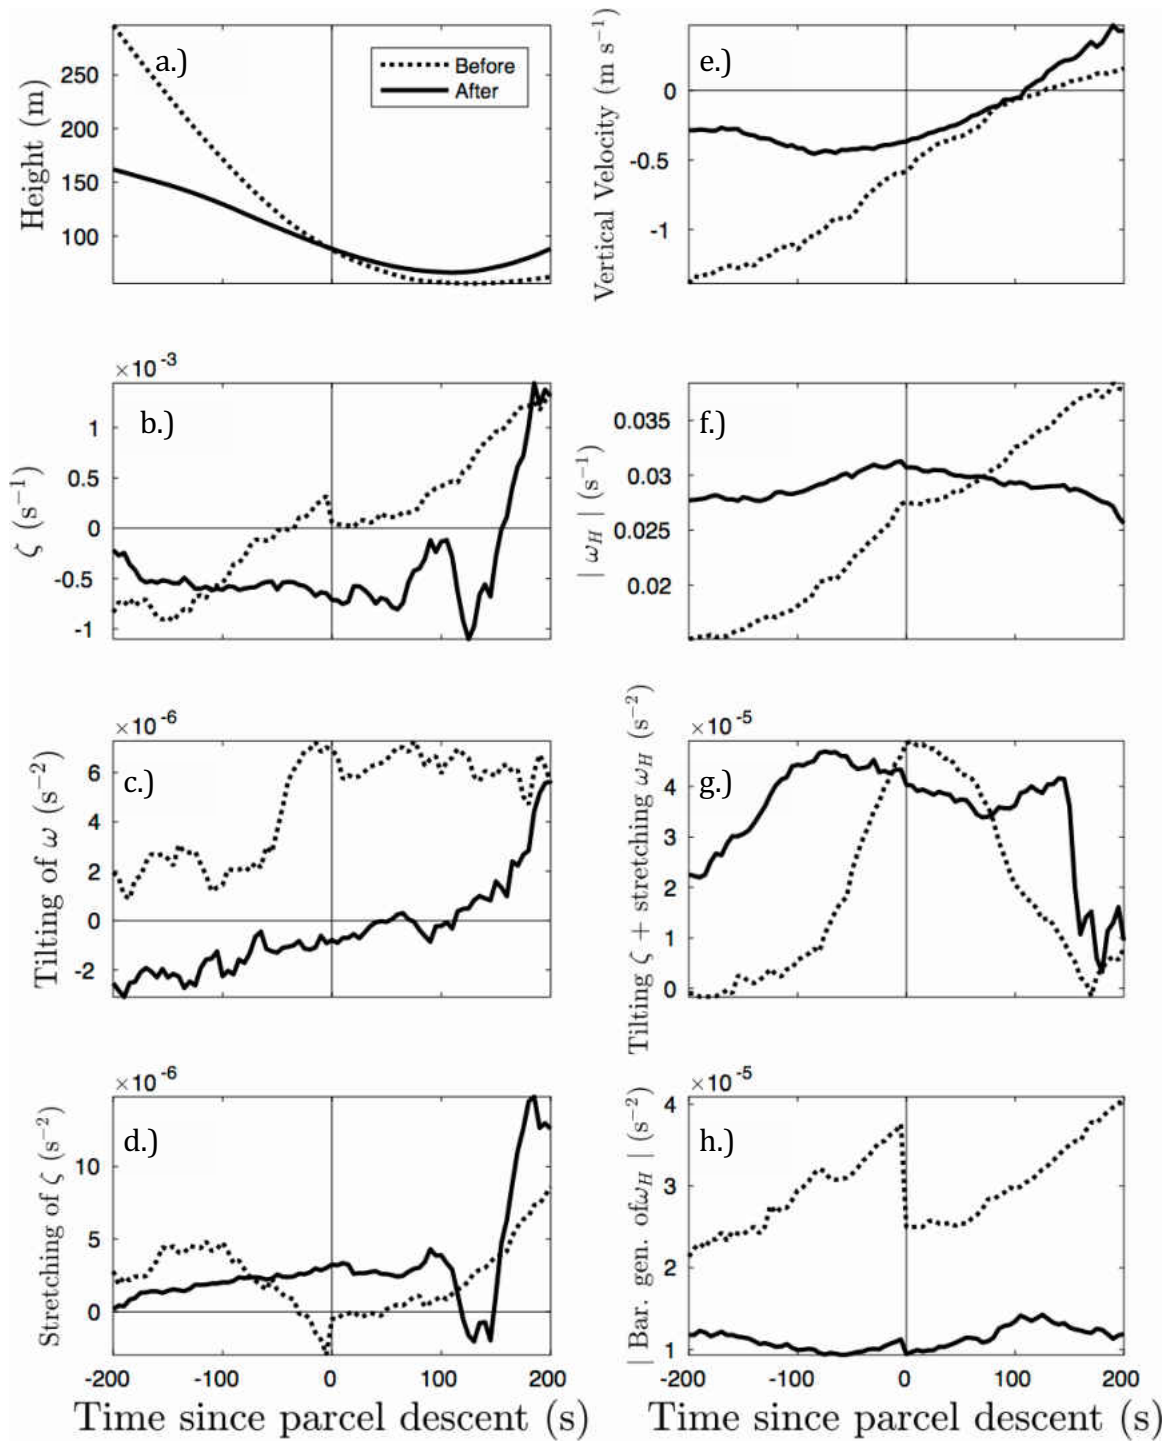 a.)
Before
After
250
200
150
100
Height (m)
e.)
0
-0.5
-1
Vertical Velocity (m s⁻¹)
×10 -3
b.)
1
0.5
0
-0.5
-1
ζ (s⁻¹)
f.)
0.035
0.03
0.025
0.02
| ω_H | (s⁻¹)
×10 -6
c.)
6
4
2
0
-2
Tilting of ω (s⁻²)
×10 -5
g.)
4
3
2
1
0
Tilting ζ + stretching ω_H (s⁻²)
×10 -6
d.)
10
5
0
Stretching of ζ (s⁻²)
-200 -100 0 100 200
Time since parcel descent (s)
×10 -5
h.)
4
3
2
1
| Bar. gen. of ω_H | (s⁻²)
-200 -100 0 100 200
Time since parcel descent (s)